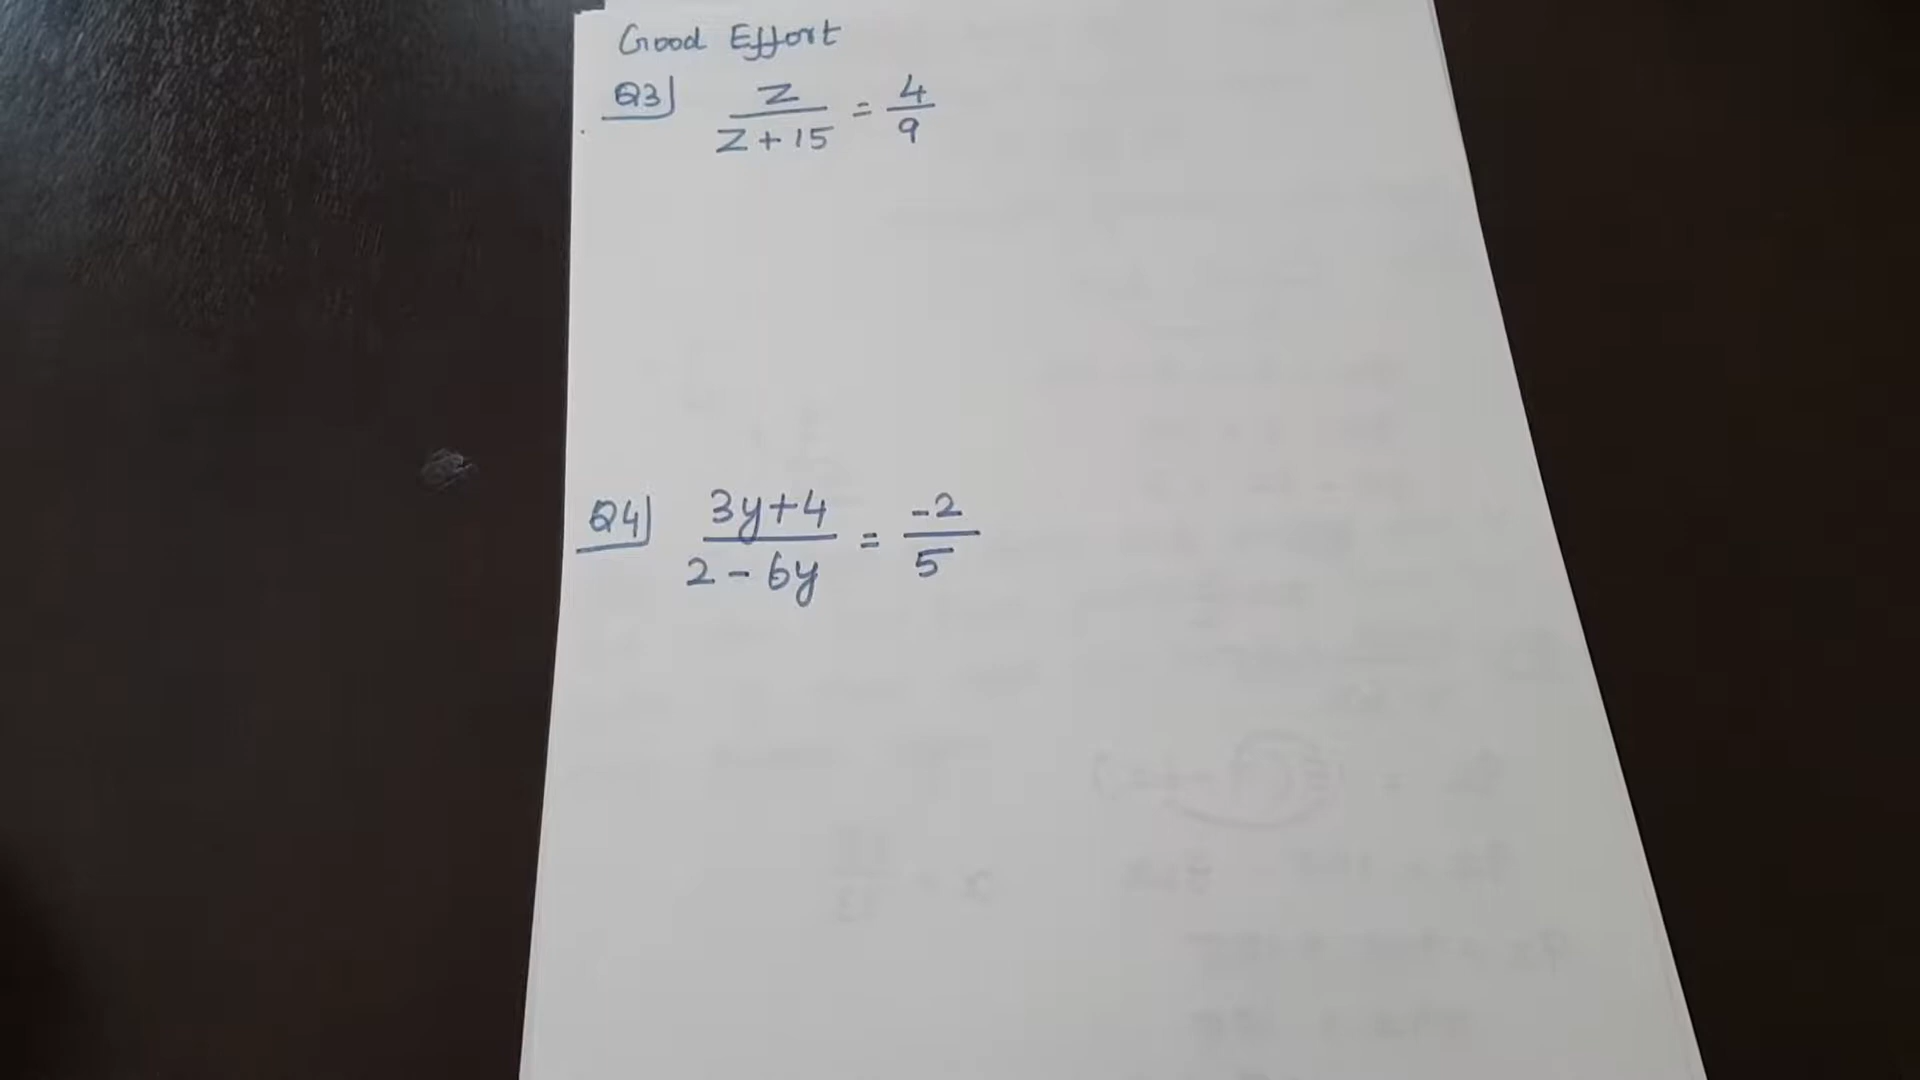 Good Effort
Q3) z/(z+15) = 4/9
Q4) (3y+4)/(2-6y) = -2/5